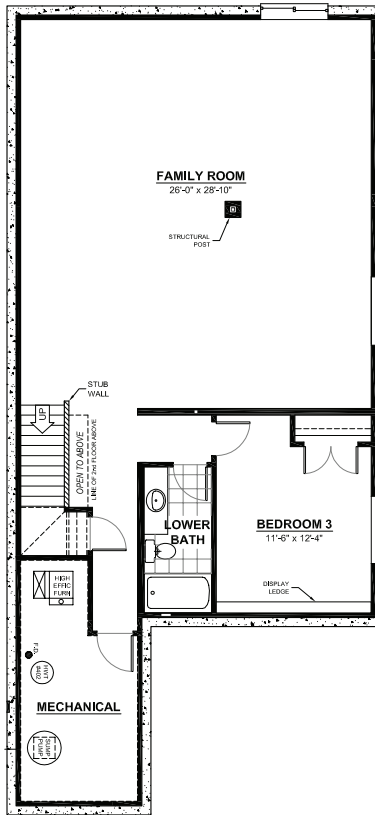 FAMILY ROOM
26'-0" x 28'-10"
STRUCTURAL
POST
STUB
WALL
UP
OPEN TO ABOVE
LINE OF 2nd FLOOR ABOVE
LOWER
BATH
BEDROOM 3
11'-6" x 12'-4"
DISPLAY
LEDGE
HIGH
EFFIC
FURN
F.D.
HWT
MECHANICAL
SUMP
PUMP